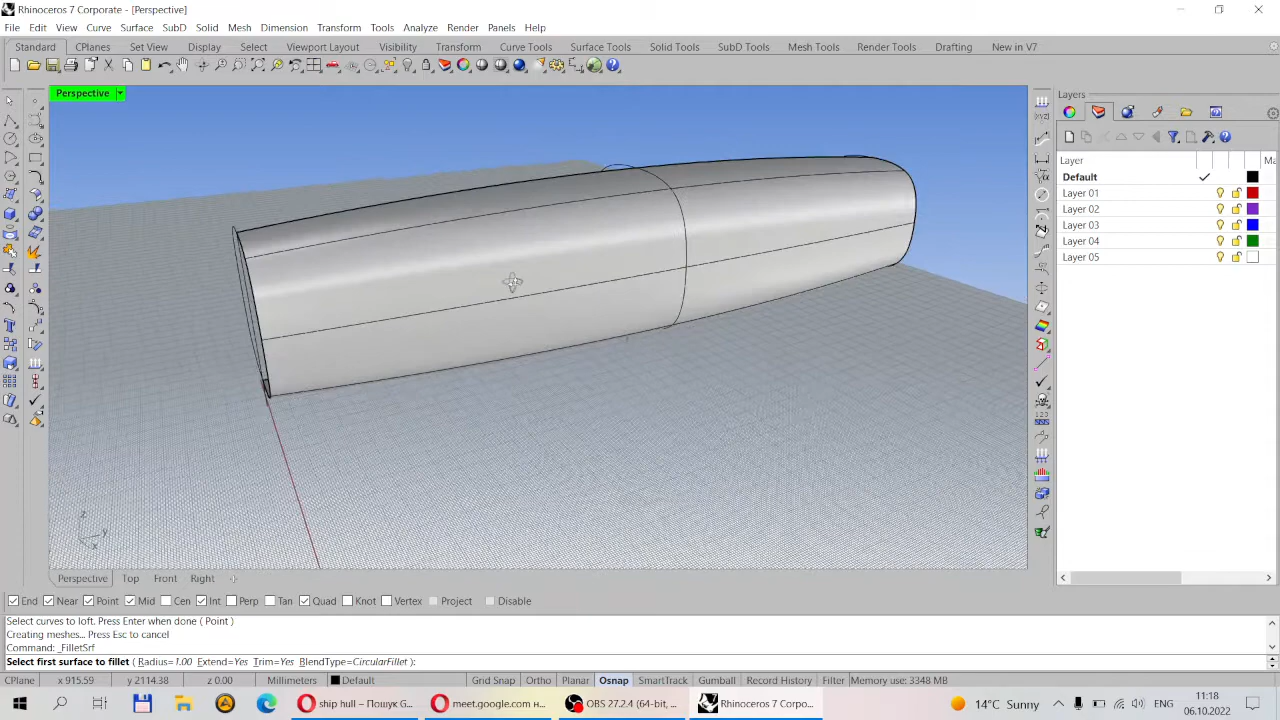 Rhinoceros 7 Corporate - [Perspective]
File Edit View Curve Surface SubD Solid Mesh Dimension Transform Tools Analyze Render Panels Help
Standard CPlanes Set View Display Select Viewport Layout Visibility Transform Curve Tools Surface Tools Solid Tools SubD Tools Mesh Tools Render Tools Drafting New in V7
Perspective
Layers
Layer Ma
Default
Layer 01
Layer 02
Layer 03
Layer 04
Layer 05
z
y
x
Perspective Top Front Right
End Near Point Mid Cen Int Perp Tan Quad Knot Vertex Project Disable
Select curves to loft. Press Enter when done ( Point )
Creating meshes... Press Esc to cancel
Command: _FilletSrf
Select first surface to fillet ( Radius=1.00 Extend=Yes Trim=Yes BlendType=CircularFillet ):
CPlane x 915.59 y 2114.38 z 0.00 Millimeters Default Grid Snap Ortho Planar Osnap SmartTrack Gumball Record History Filter Memory use: 3348 MB
ship hull – Пошук G... meet.google.com н... OBS 27.2.4 (64-bit, ... Rhinoceros 7 Corpo... 14°C Sunny ENG 11:18
06.10.2022